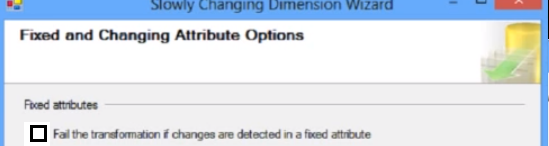 Slowly Changing Dimension Wizard
Fixed and Changing Attribute Options
Fixed attributes
Fail the transformation if changes are detected in a fixed attribute